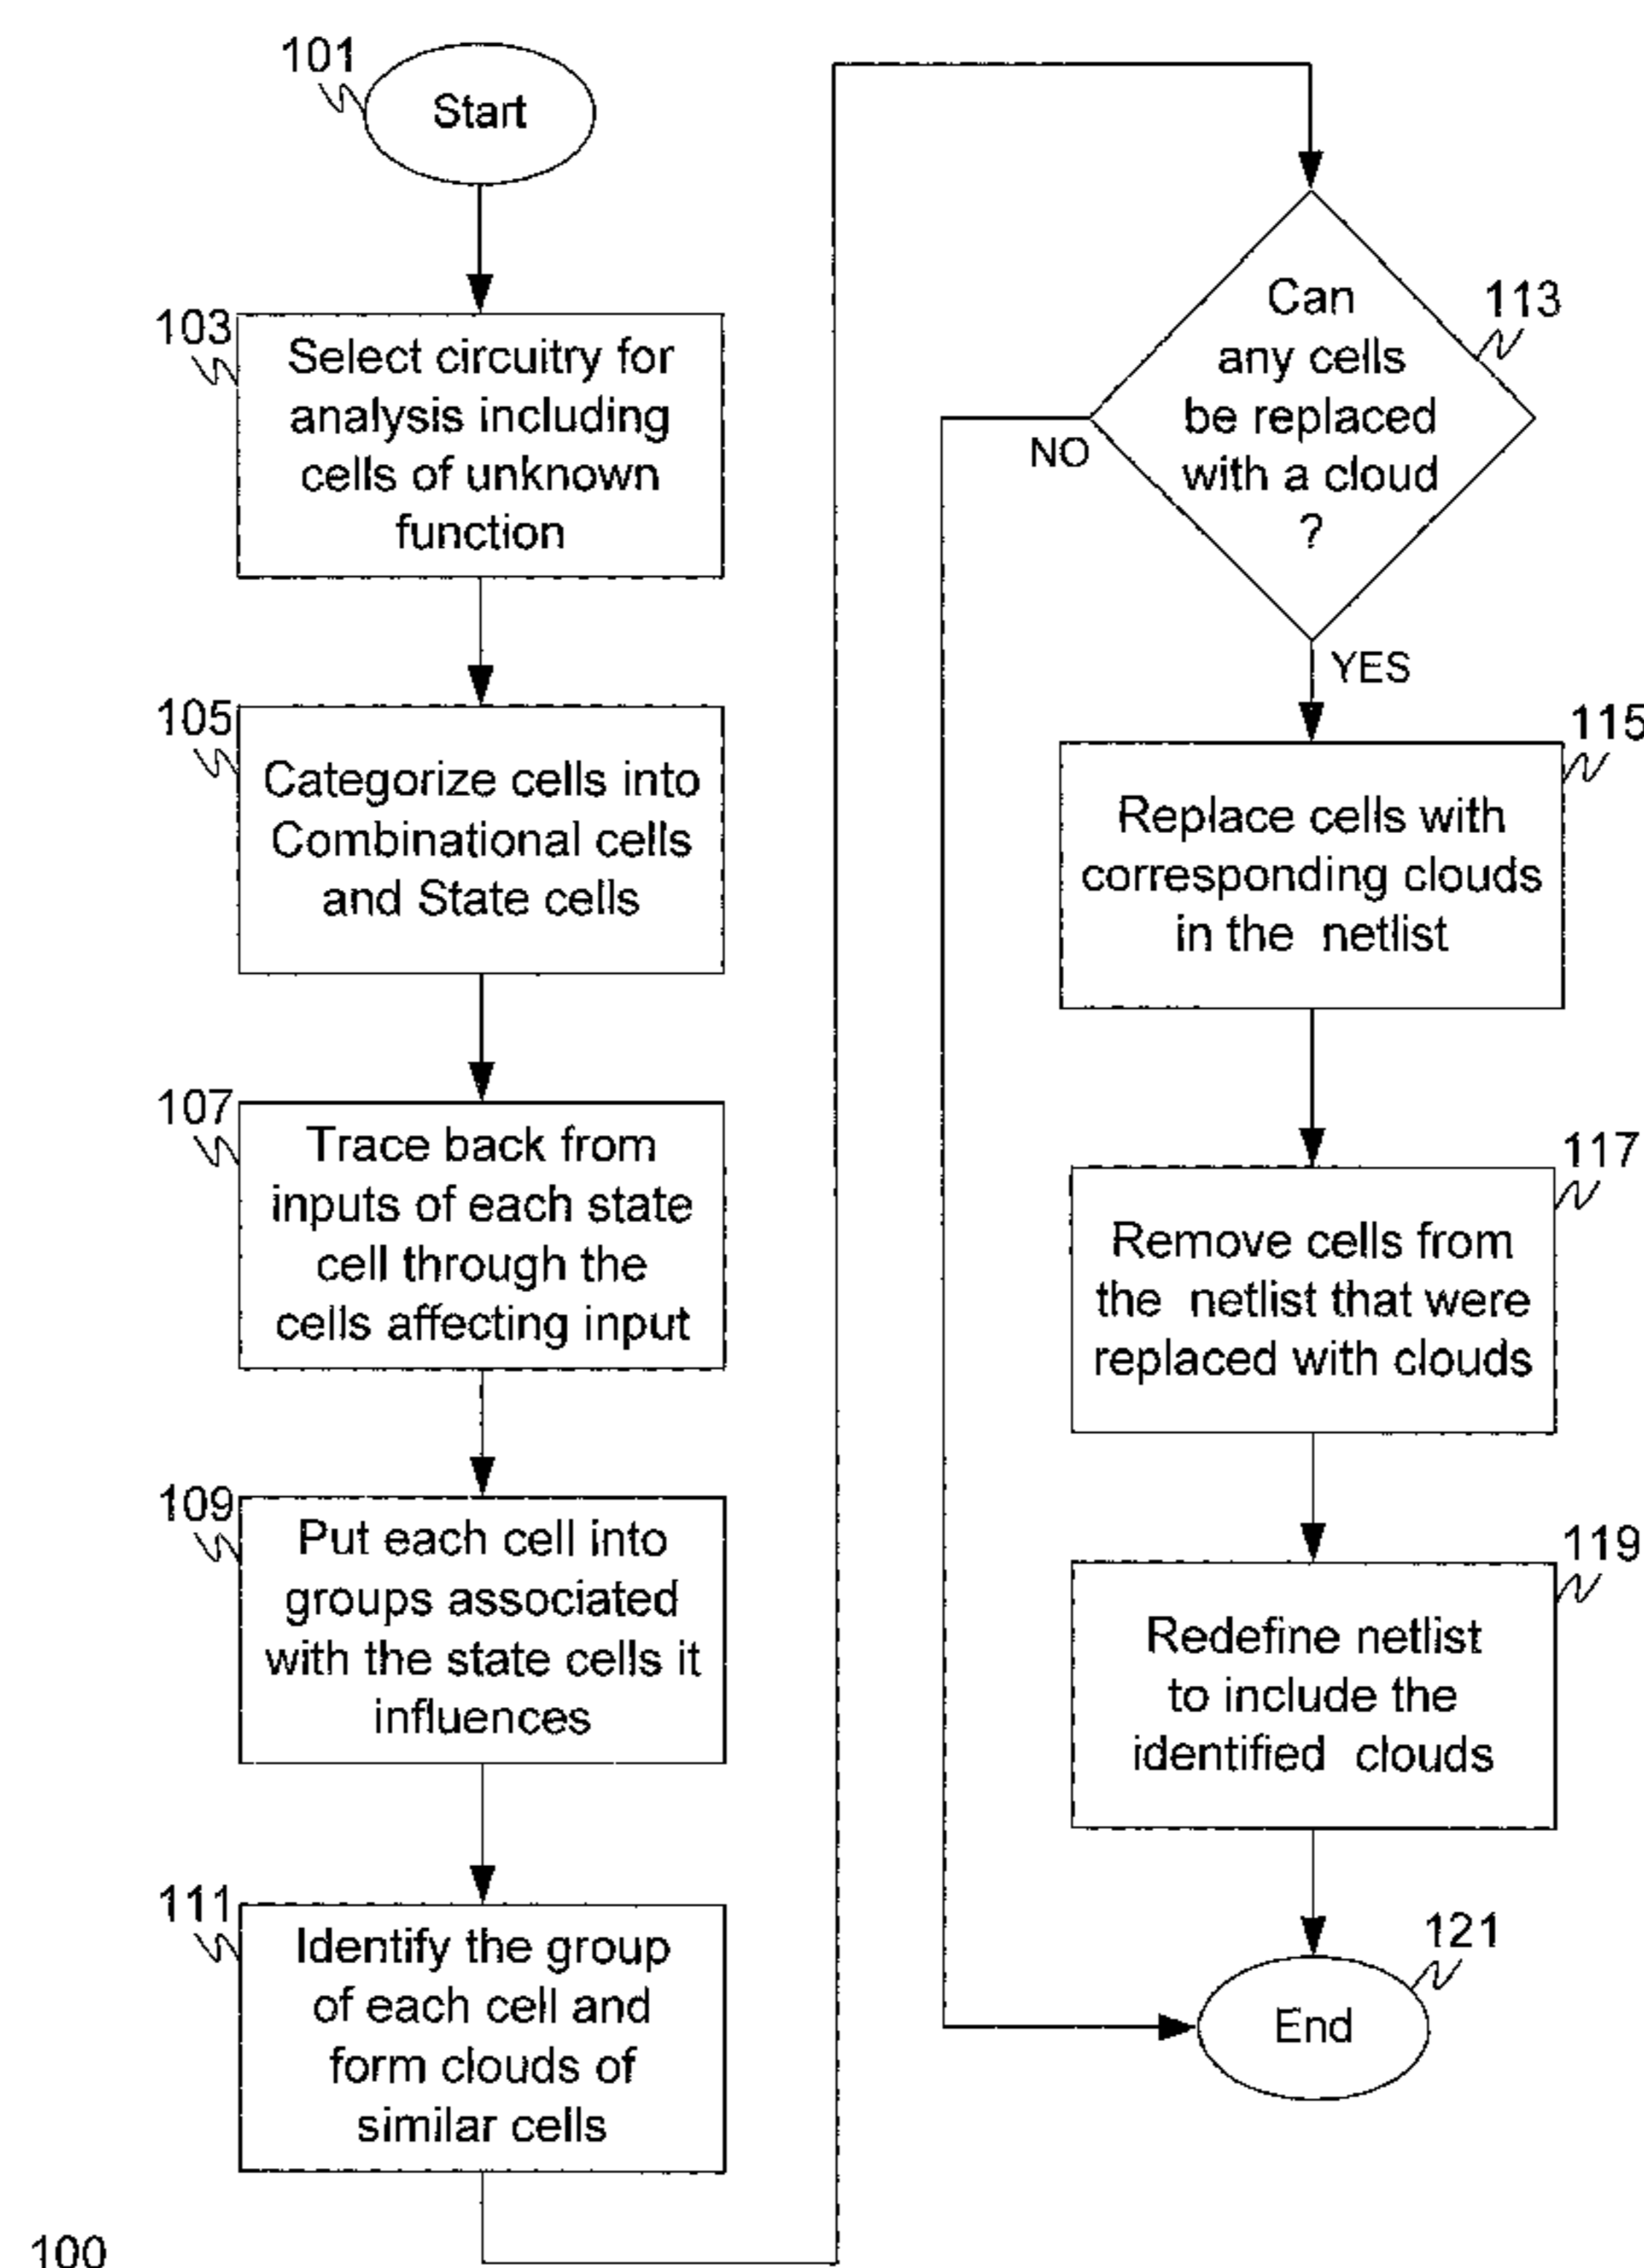 101
Start
103
Select circuitry for
analysis including
cells of unknown
function
105
Categorize cells into
Combinational cells
and State cells
107
Trace back from
inputs of each state
cell through the
cells affecting input
109
Put each cell into
groups associated
with the state cells it
influences
111
Identify the group
of each cell and
form clouds of
similar cells
100
113
Can
any cells
be replaced
with a cloud
?
NO
YES
115
Replace cells with
corresponding clouds
in the netlist
117
Remove cells from
the netlist that were
replaced with clouds
119
Redefine netlist
to include the
identified clouds
121
End